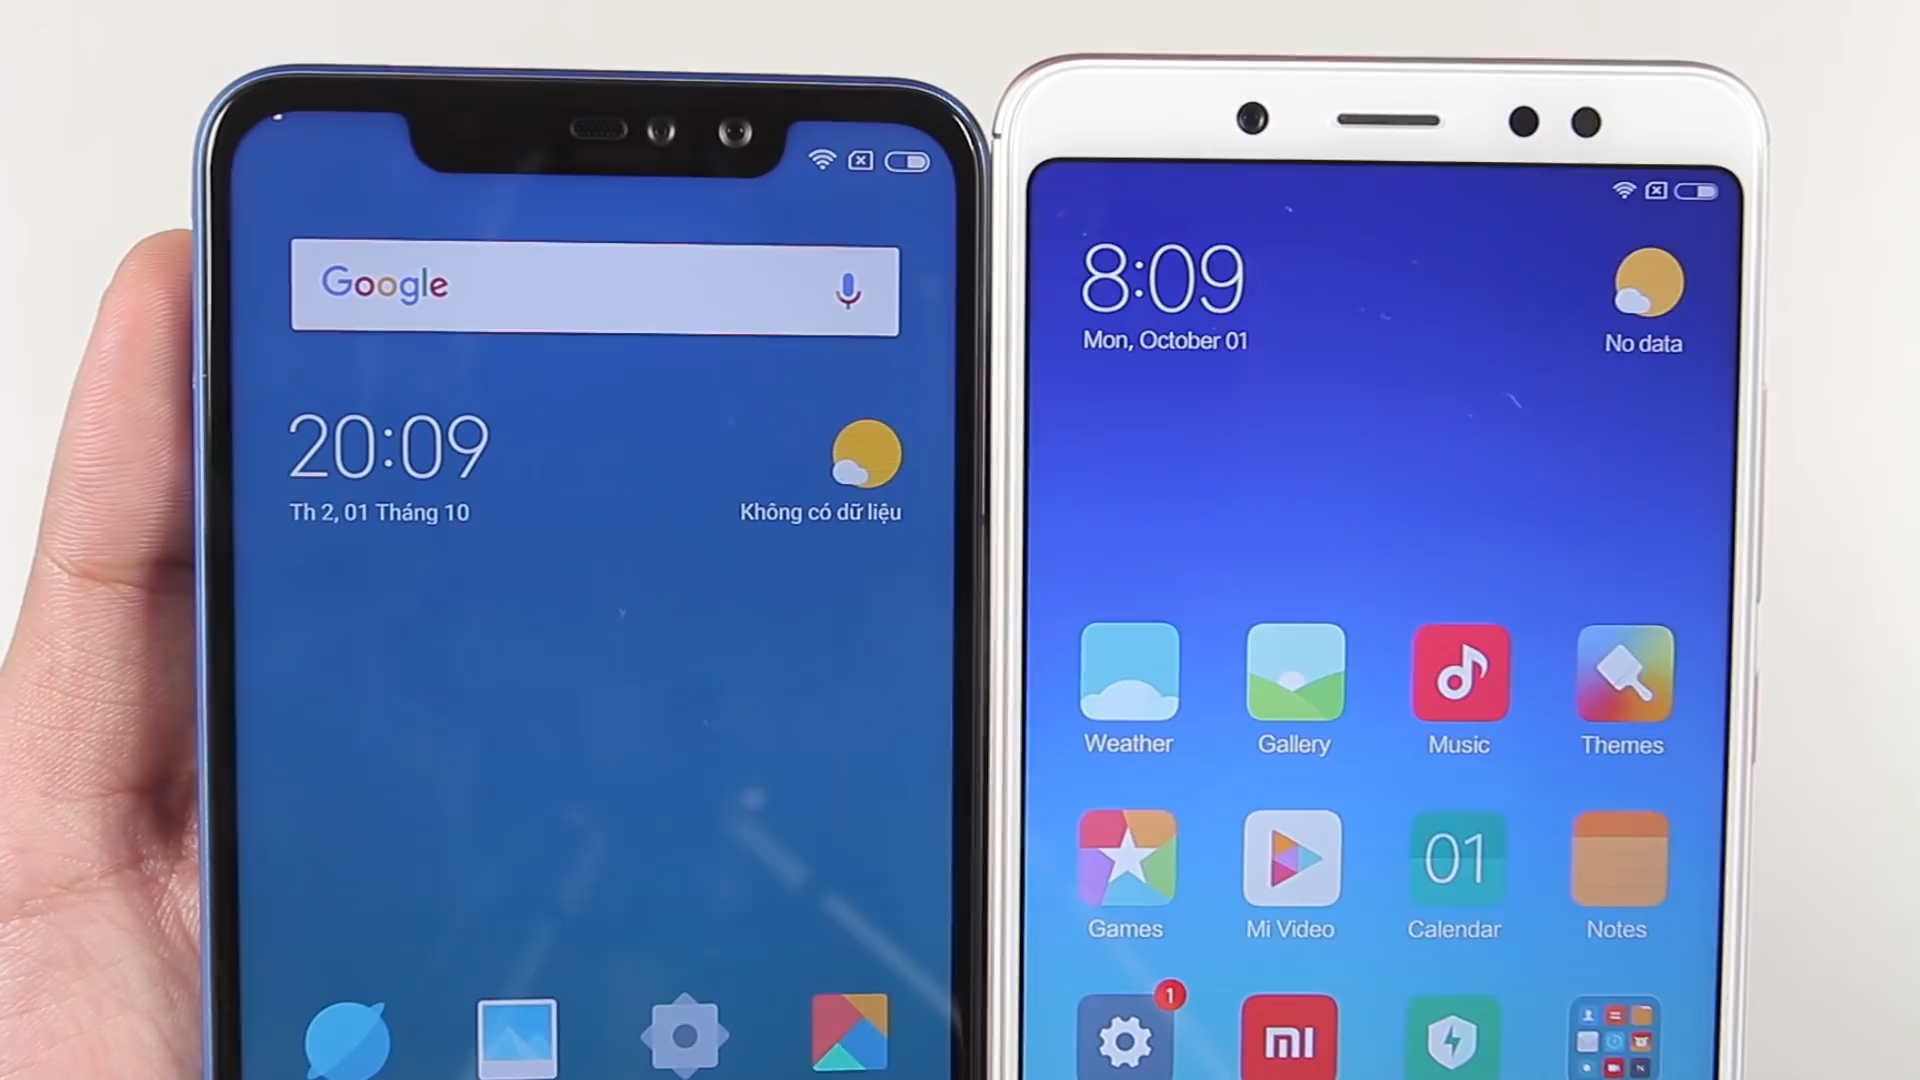 Google
20:09
Th 2, 01 Tháng 10
Không có dữ liệu
8:09
Mon, October 01
No data
Weather
Gallery
Music
Themes
Games
Mi Video
01
Calendar
Notes
1
MI